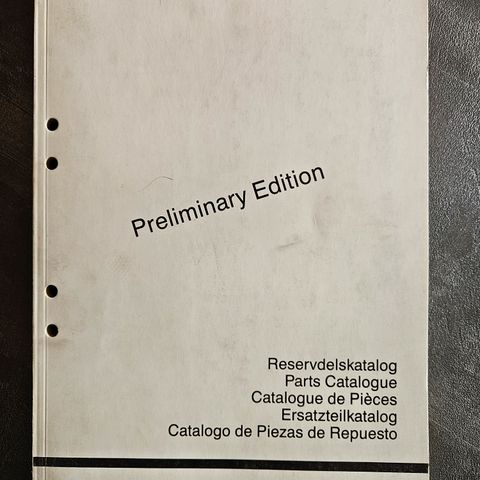 Preliminary Edition
Reservdelskatalog
Parts Catalogue
Catalogue de Pièces
Ersatzteilkatalog
Catalogo de Piezas de Repuesto